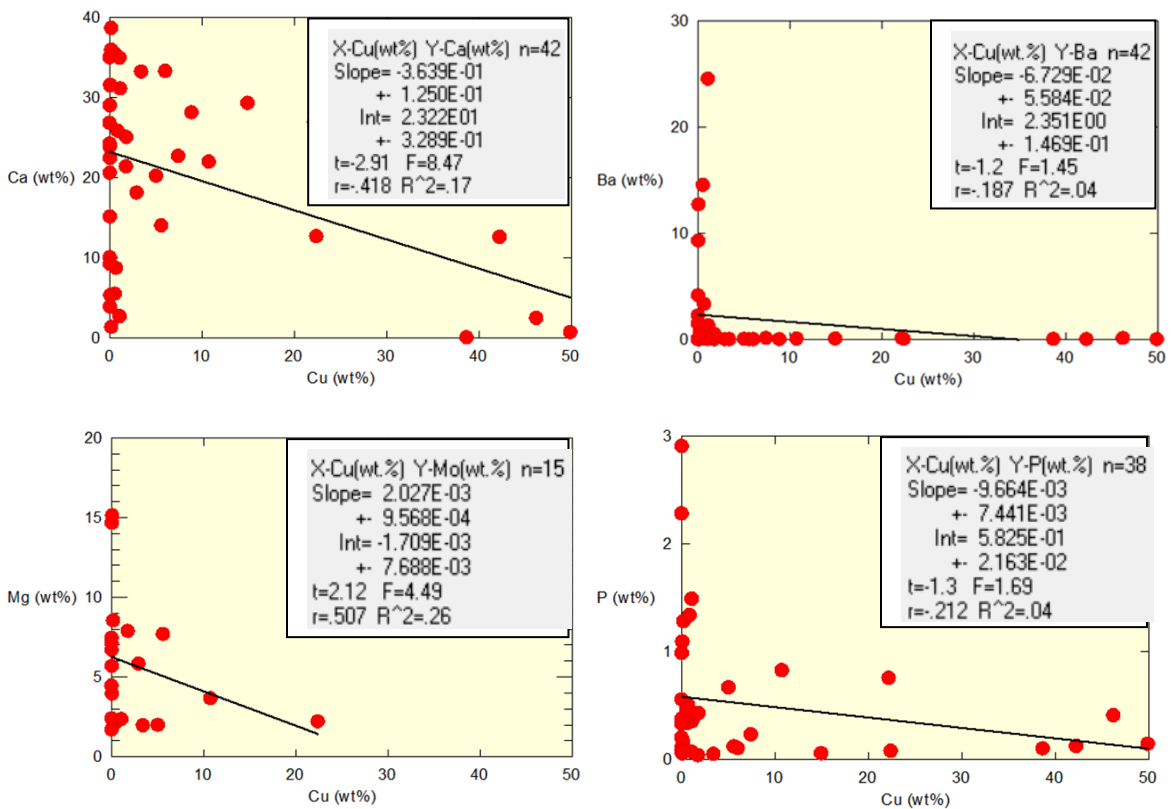 40
30
20
10
0
Ca (wt%)
0 10 20 30 40 50
Cu (wt%)
X-Cu(wt%) Y-Ca(wt%) n=42
Slope= -3.639E-01
+- 1.250E-01
Int= 2.322E01
+- 3.289E-01
t=-2.91 F=8.47
r=-.418 R^2=.17
30
20
10
0
Ba (wt%)
0 10 20 30 40 50
Cu (wt%)
X-Cu(wt.%) Y-Ba n=42
Slope= -6.729E-02
+- 5.584E-02
Int= 2.351E00
+- 1.469E-01
t=-1.2 F=1.45
r=-.187 R^2=.04
20
15
10
5
0
Mg (wt%)
0 10 20 30 40 50
Cu (wt%)
X-Cu(wt.%) Y-Mo(wt.%) n=15
Slope= 2.027E-03
+- 9.568E-04
Int= -1.709E-03
+- 7.688E-03
t=2.12 F=4.49
r=.507 R^2=.26
3
2
1
0
P (wt%)
0 10 20 30 40 50
Cu (wt%)
X-Cu(wt.%) Y-P(wt.%) n=38
Slope= -9.664E-03
+- 7.441E-03
Int= 5.825E-01
+- 2.163E-02
t=-1.3 F=1.69
r=-.212 R^2=.04